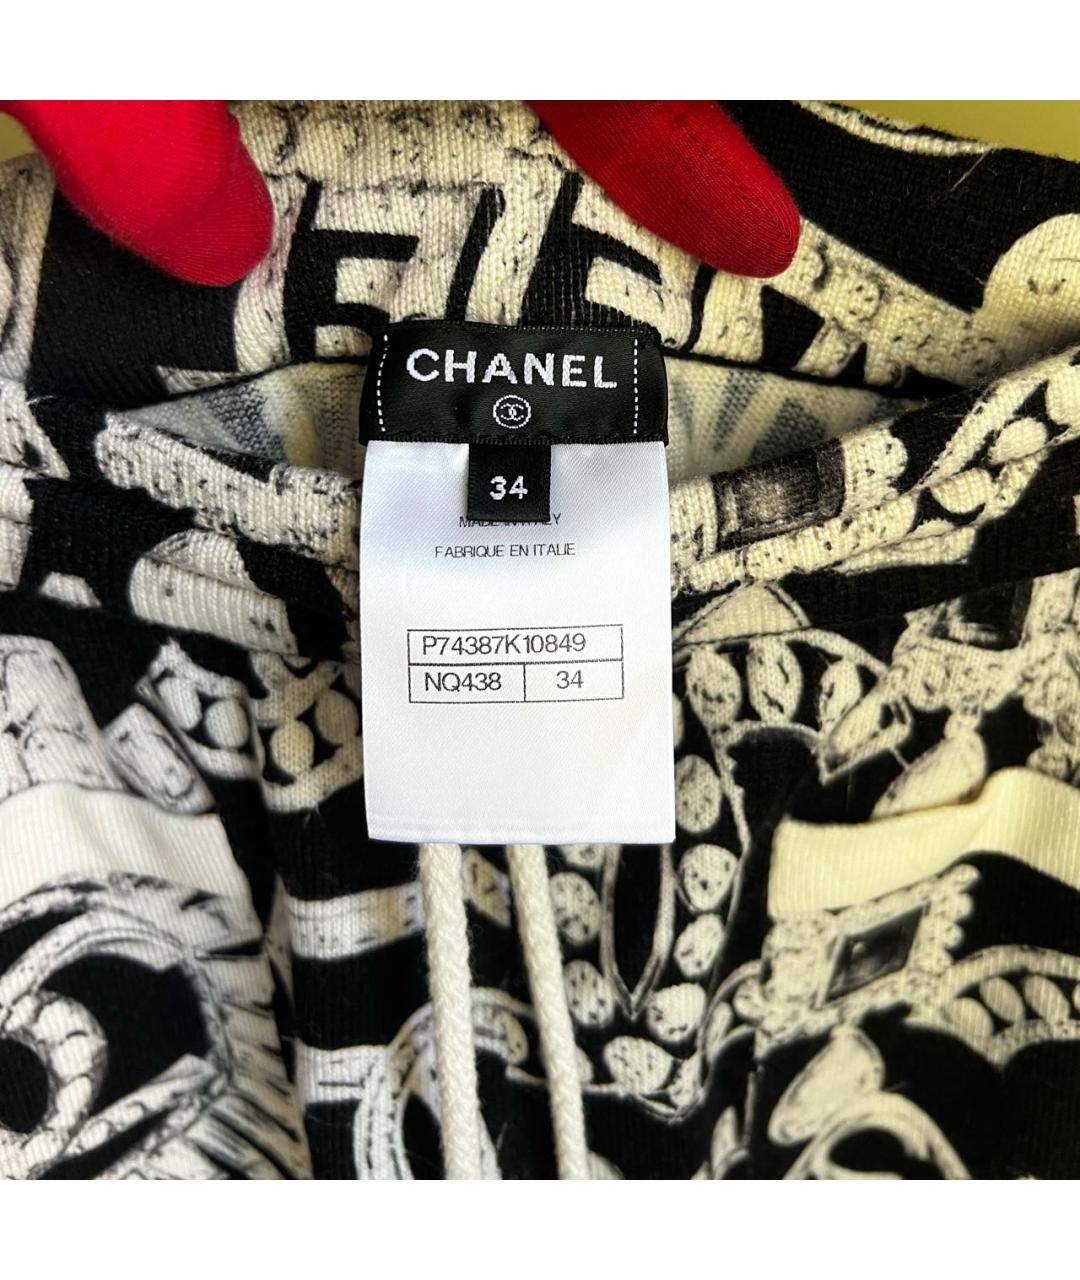 CHANEL
34
MADE IN ITALY
FABRIQUE EN ITALIE
P74387K10849
NQ438 34